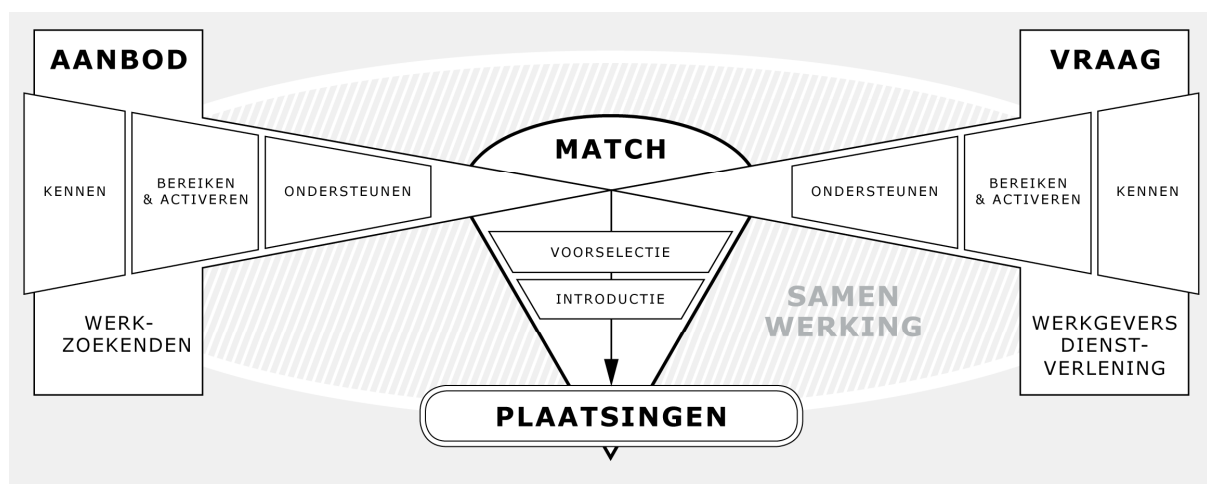 AANBOD
VRAAG
MATCH
KENNEN
BEREIKEN
& ACTIVEREN
ONDERSTEUNEN
ONDERSTEUNEN
BEREIKEN
& ACTIVEREN
KENNEN
VOORSELECTIE
INTRODUCTIE
SAMEN
WERKING
WERK-
ZOEKENDEN
WERKGEVERS
DIENST-
VERLENING
PLAATSINGEN